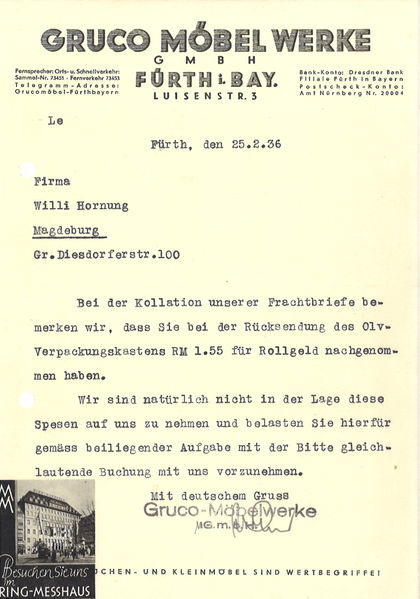 GRUCO MÖBEL WERKE
GMBH
FÜRTH i. BAY.
LUISENSTR. 3
Fernsprecher: Orts- u. Schnellverkehr:
Sammel-Nr. 73451 - Fernverkehr 73453
Telegramm-Adresse:
Grucomöbel-Fürthbayern
Bank-Konto: Dresdner Bank
Filiale Fürth in Bayern
Postscheck-Konto:
Amt Nürnberg Nr. 20004
Le
Fürth, den 25.2.36
Firma
Willi Hornung
Magdeburg
Gr.Diesdorferstr.100
Bei der Kollation unserer Frachtbriefe be-
merken wir, dass Sie bei der Rücksendung des Olv-
Verpackungskastens RM 1.55 für Rollgeld nachgenom-
men haben.
Wir sind natürlich nicht in der Lage diese
Spesen auf uns zu nehmen und belasten Sie hierfür
gemäss beiliegender Aufgabe mit der Bitte gleich-
lautende Buchung mit uns vorzunehmen.
Mit deutschem Gruss
Gruco-Möbelwerke
G.m.b.H.
MM
Besuchen Sie uns
im
RING-MESSHAUS
OCHEN- UND KLEINMÖBEL SIND WERTBEGRIFFE!